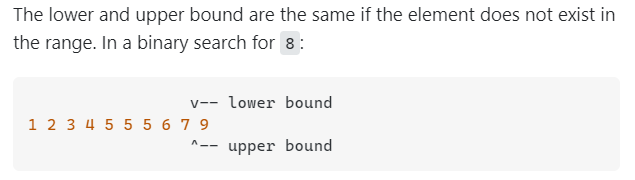 The lower and upper bound are the same if the element does not exist in
the range. In a binary search for 8:
                  v-- lower bound
1 2 3 4 5 5 5 6 7 9
                  ^-- upper bound